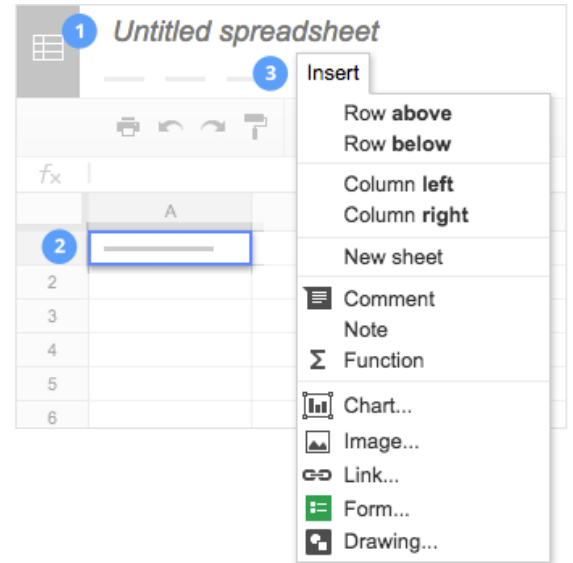 1 Untitled spreadsheet
3 Insert
Row above
Row below
fx
Column left
Column right
A
2
New sheet
2
Comment
3
Note
4
Function
5
Chart...
6
Image...
Link...
Form...
Drawing...